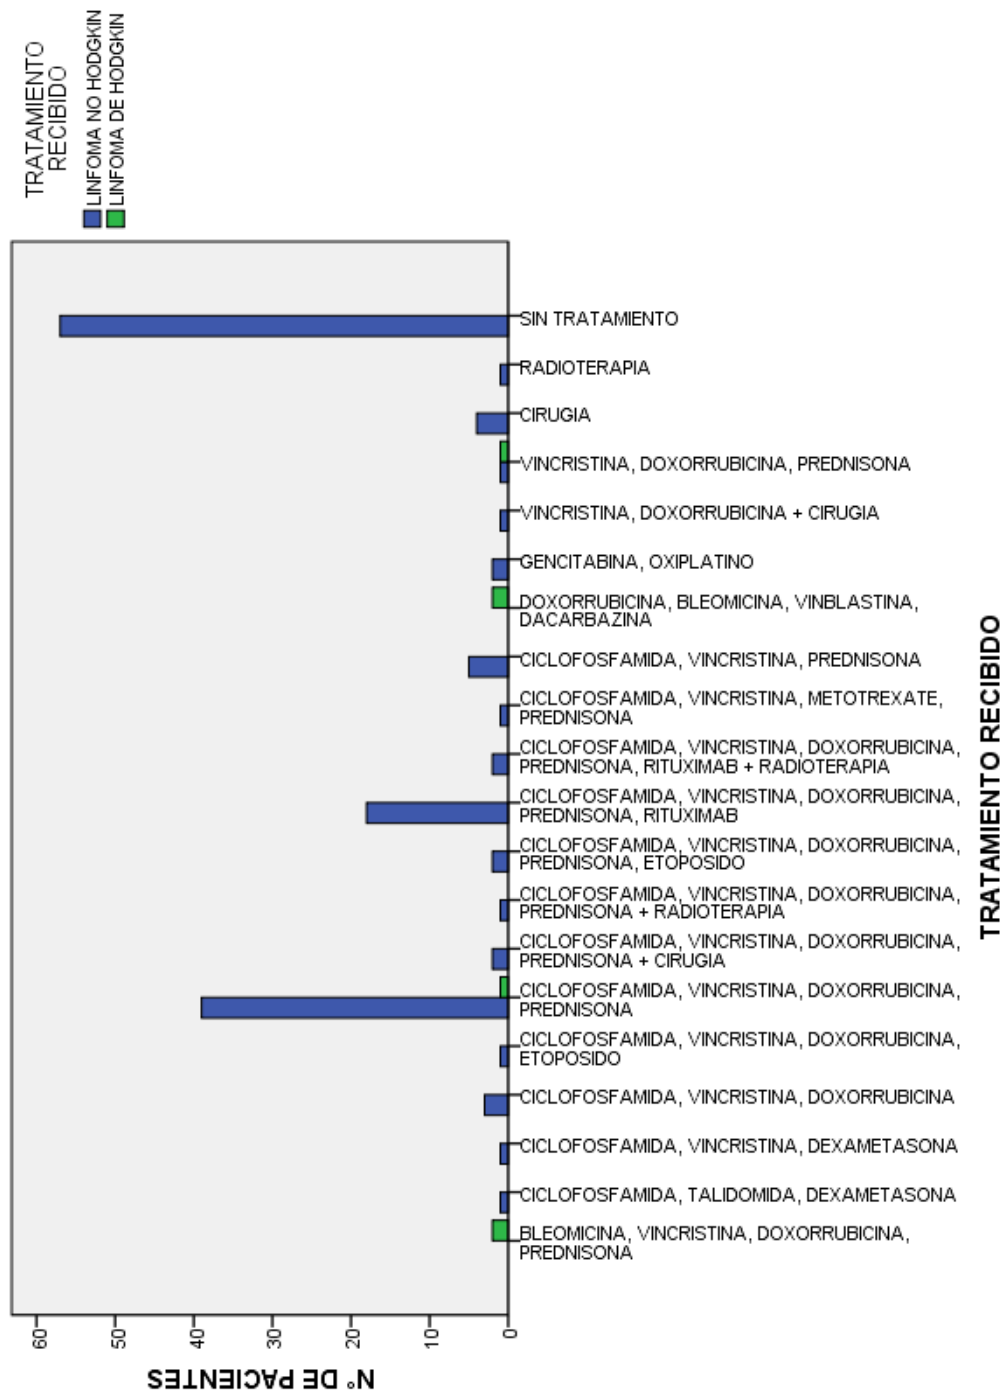 TRATAMIENTO
RECIBIDO
LINFOMA NO HODGKIN
LINFOMA DE HODGKIN
SIN TRATAMIENTO
RADIOTERAPIA
CIRUGIA
VINCRISTINA, DOXORRUBICINA, PREDNISONA
VINCRISTINA, DOXORRUBICINA + CIRUGIA
GENCITABINA, OXIPLATINO
DOXORRUBICINA, BLEOMICINA, VINBLASTINA,
DACARBAZINA
CICLOFOSFAMIDA, VINCRISTINA, PREDNISONA
CICLOFOSFAMIDA, VINCRISTINA, METOTREXATE,
PREDNISONA
CICLOFOSFAMIDA, VINCRISTINA, DOXORRUBICINA,
PREDNISONA, RITUXIMAB + RADIOTERAPIA
CICLOFOSFAMIDA, VINCRISTINA, DOXORRUBICINA,
PREDNISONA, RITUXIMAB
CICLOFOSFAMIDA, VINCRISTINA, DOXORRUBICINA,
PREDNISONA, ETOPOSIDO
CICLOFOSFAMIDA, VINCRISTINA, DOXORRUBICINA,
PREDNISONA + RADIOTERAPIA
CICLOFOSFAMIDA, VINCRISTINA, DOXORRUBICINA,
PREDNISONA + CIRUGIA
CICLOFOSFAMIDA, VINCRISTINA, DOXORRUBICINA,
PREDNISONA
CICLOFOSFAMIDA, VINCRISTINA, DOXORRUBICINA,
ETOPOSIDO
CICLOFOSFAMIDA, VINCRISTINA, DOXORRUBICINA
CICLOFOSFAMIDA, VINCRISTINA, DEXAMETASONA
CICLOFOSFAMIDA, TALIDOMIDA, DEXAMETASONA
BLEOMICINA, VINCRISTINA, DOXORRUBICINA,
PREDNISONA
60
50
40
30
20
10
0
N° DE PACIENTES
TRATAMIENTO RECIBIDO